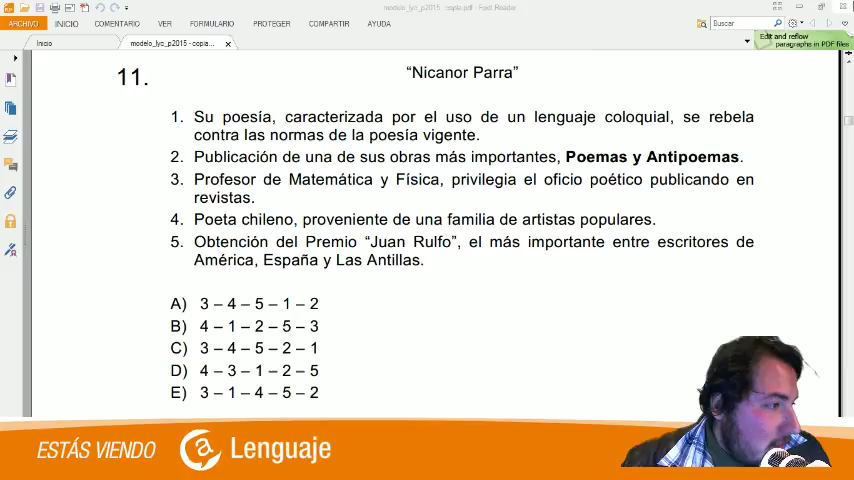 modelo_lyc_p2015 - copia.pdf - Foxit Reader
ARCHIVO INICIO COMENTARIO VER FORMULARIO PROTEGER COMPARTIR AYUDA
Buscar
Inicio
modelo_lyc_p2015 - copia...
Edit and reflow
paragraphs in PDF files
11.
“Nicanor Parra”
1. Su poesía, caracterizada por el uso de un lenguaje coloquial, se rebela
contra las normas de la poesía vigente.
2. Publicación de una de sus obras más importantes, Poemas y Antipoemas.
3. Profesor de Matemática y Física, privilegia el oficio poético publicando en
revistas.
4. Poeta chileno, proveniente de una familia de artistas populares.
5. Obtención del Premio “Juan Rulfo”, el más importante entre escritores de
América, España y Las Antillas.
A) 3 – 4 – 5 – 1 – 2
B) 4 – 1 – 2 – 5 – 3
C) 3 – 4 – 5 – 2 – 1
D) 4 – 3 – 1 – 2 – 5
E) 3 – 1 – 4 – 5 – 2
ESTÁS VIENDO
a Lenguaje